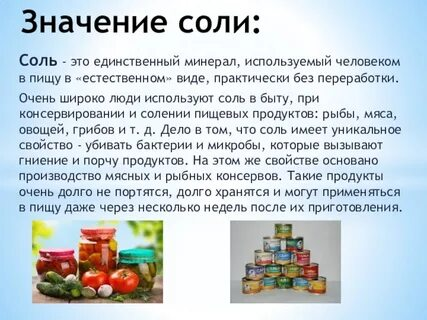 Значение соли:
Соль - это единственный минерал, используемый человеком
в пищу в «естественном» виде, практически без переработки.
Очень широко люди используют соль в быту, при
консервировании и солении пищевых продуктов: рыбы, мяса,
овощей, грибов и т. д. Дело в том, что соль имеет уникальное
свойство - убивать бактерии и микробы, которые вызывают
гниение и порчу продуктов. На этом же свойстве основано
производство мясных и рыбных консервов. Такие продукты
очень долго не портятся, долго хранятся и могут применяться
в пищу даже через несколько недель после их приготовления.